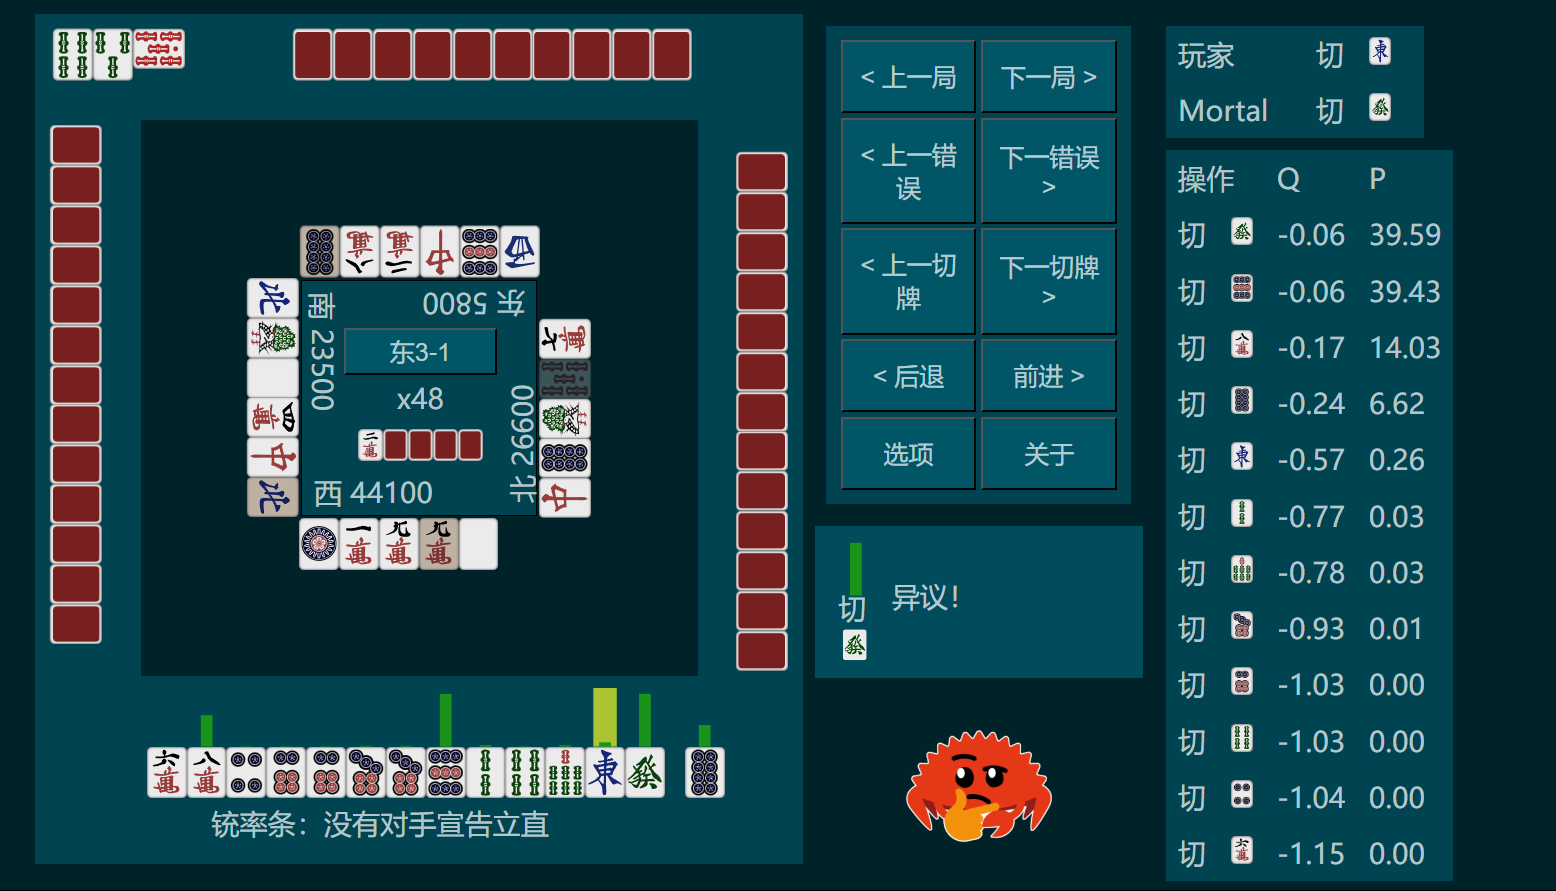 南 23500
东 5800
东3-1
x48
北 26600
西 44100
铳率条：没有对手宣告立直
< 上一局
下一局 >
< 上一错误
下一错误 >
< 上一切牌
下一切牌 >
< 后退
前进 >
选项
关于
切
异议！
玩家 切 東
Mortal 切 發
操作 Q P
切 -0.06 39.59
切 -0.06 39.43
切 -0.17 14.03
切 -0.24 6.62
切 -0.57 0.26
切 -0.77 0.03
切 -0.78 0.03
切 -0.93 0.01
切 -1.03 0.00
切 -1.03 0.00
切 -1.04 0.00
切 -1.15 0.00